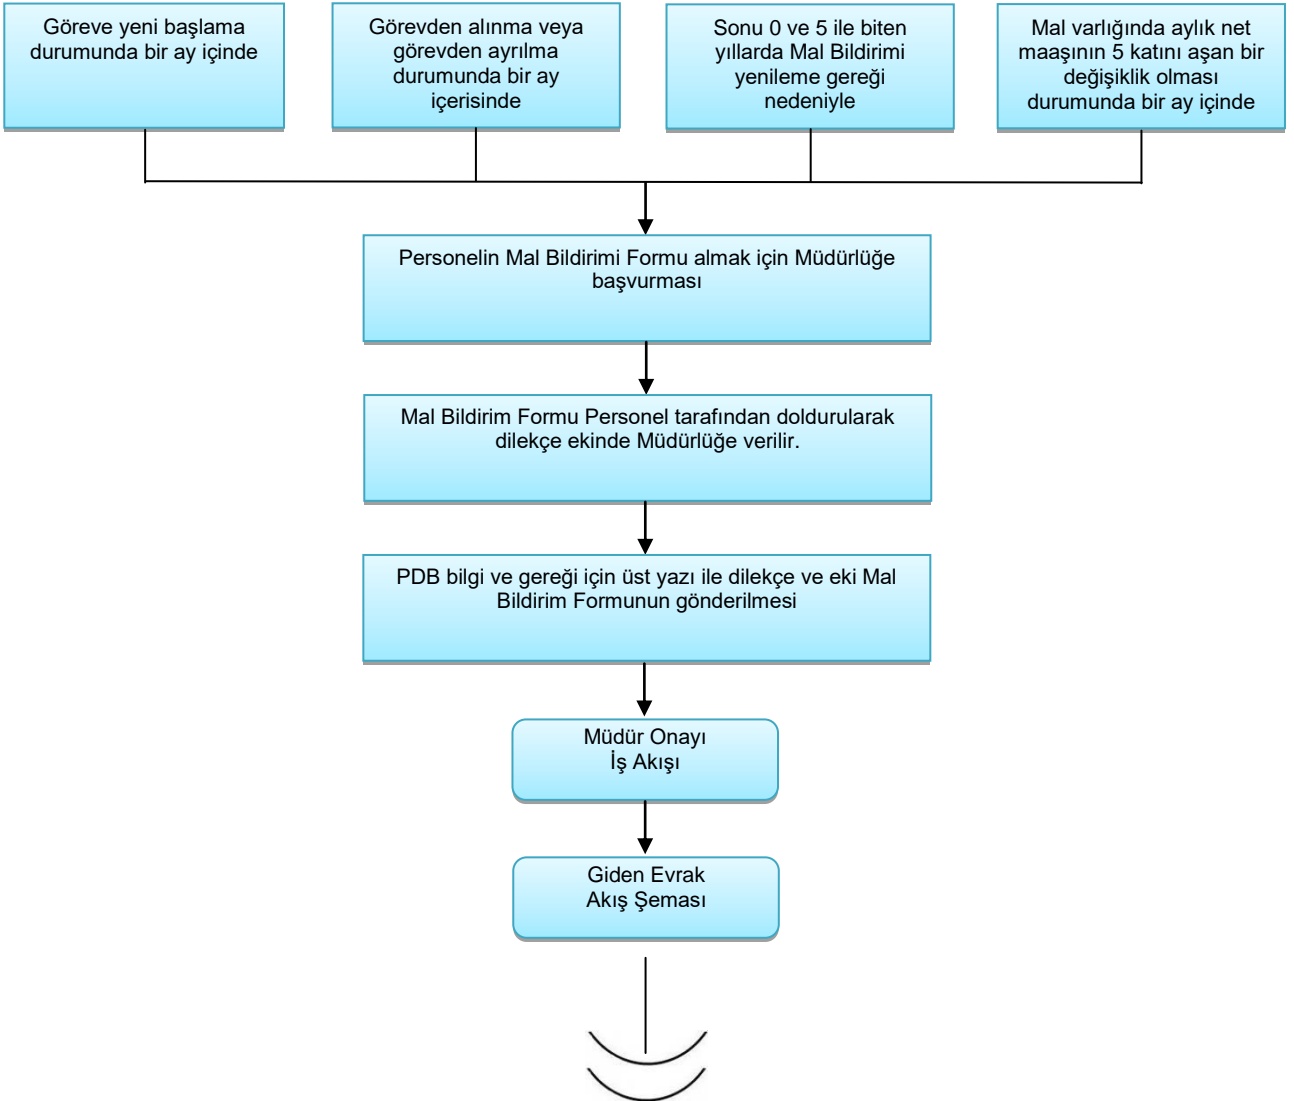 Göreve yeni başlama
durumunda bir ay içinde
Görevden alınma veya
görevden ayrılma
durumunda bir ay
içerisinde
Sonu 0 ve 5 ile biten
yıllarda Mal Bildirimi
yenileme gereği
nedeniyle
Mal varlığında aylık net
maaşının 5 katını aşan bir
değişiklik olması
durumunda bir ay içinde
Personelin Mal Bildirimi Formu almak için Müdürlüğe
başvurması
Mal Bildirim Formu Personel tarafından doldurularak
dilekçe ekinde Müdürlüğe verilir.
PDB bilgi ve gereği için üst yazı ile dilekçe ve eki Mal
Bildirim Formunun gönderilmesi
Müdür Onayı
İş Akışı
Giden Evrak
Akış Şeması